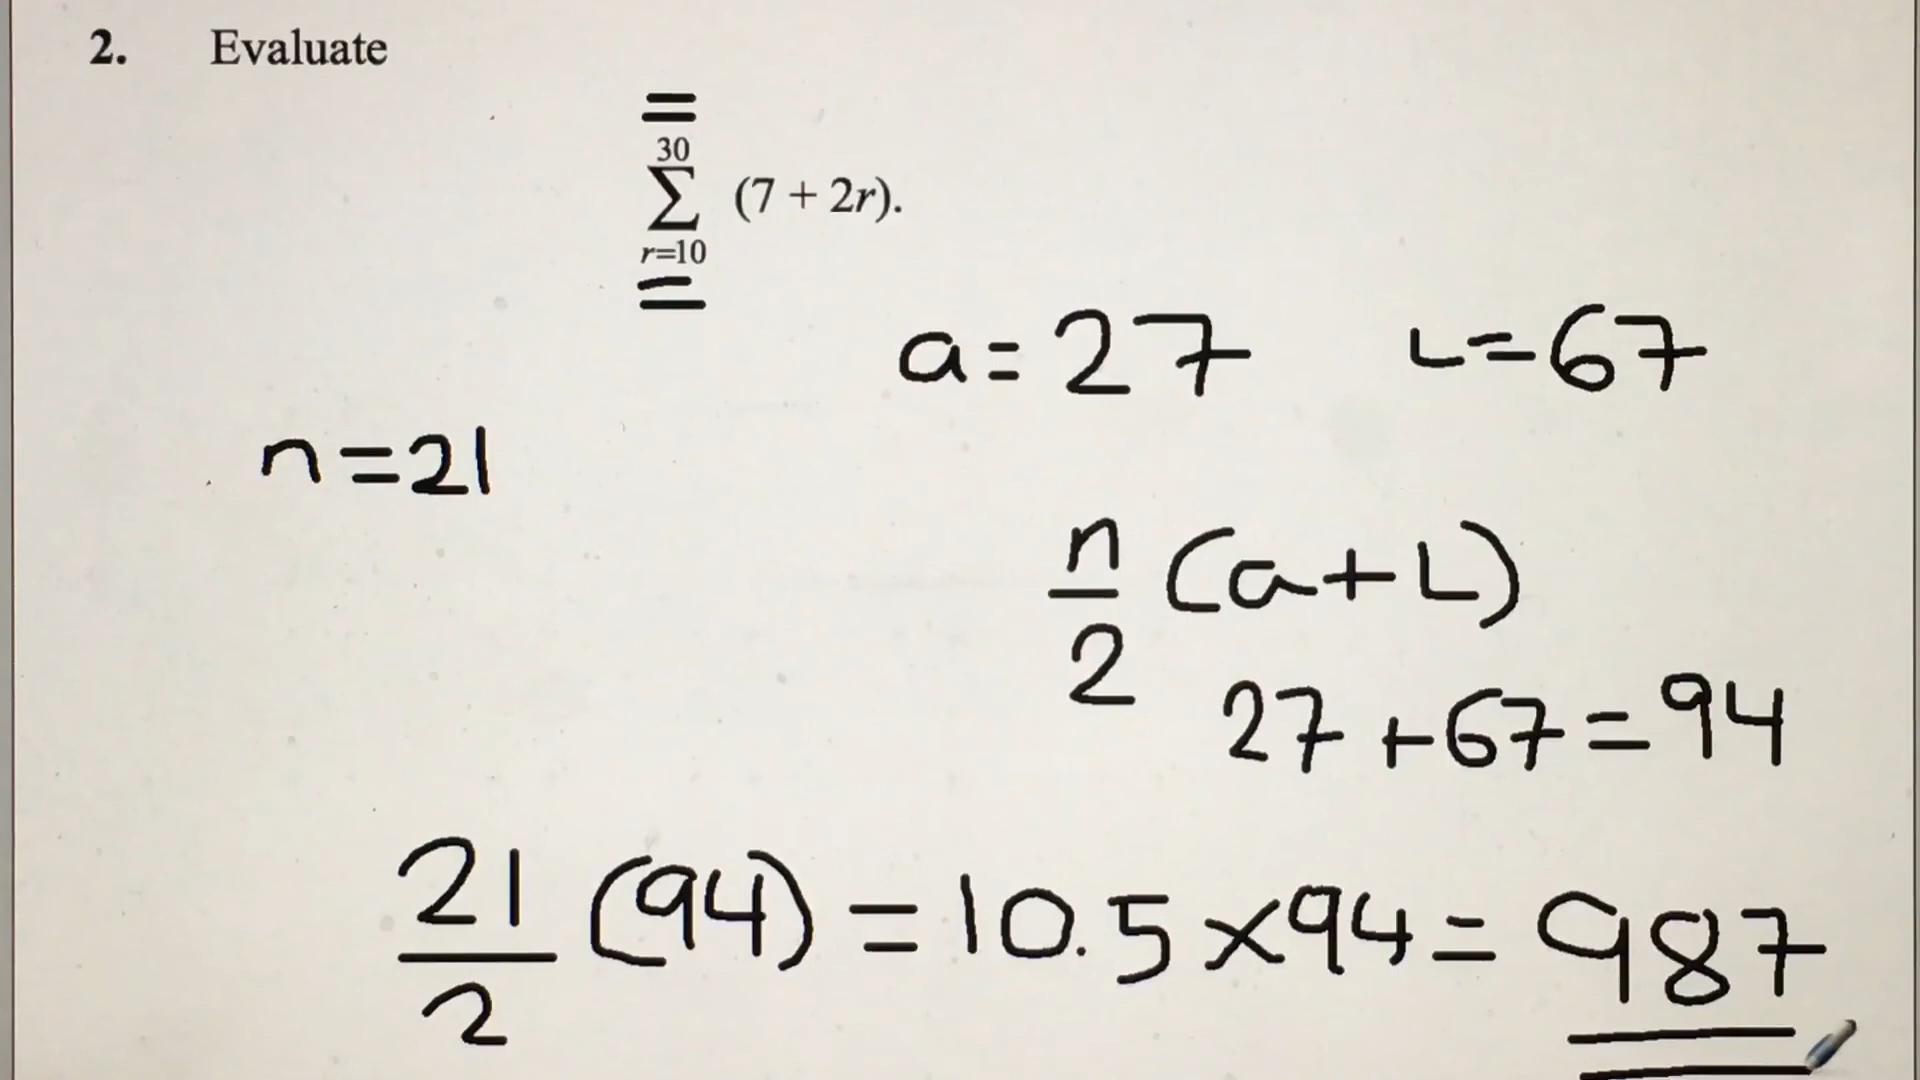 2. Evaluate
30
∑ (7 + 2r).
r=10
a=27 L=67
n=21
n/2 (a+L)
27+67=94
21/2 (94) = 10.5 ×94 = 987